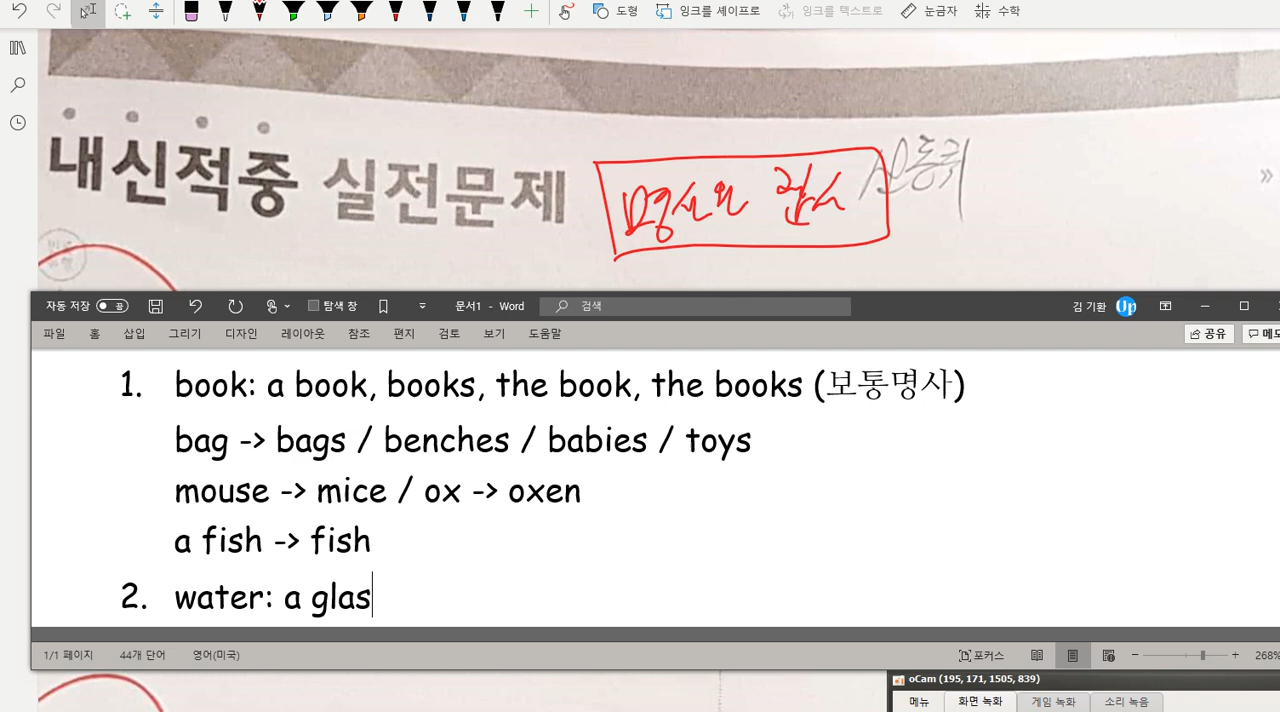 도형 잉크를 셰이프로 잉크를 텍스트로 눈금자 수학
내신적중 실전문제
명사와 관사
자동 저장 끔 탐색 창 문서1 - Word 검색 김 기환
파일 홈 삽입 그리기 디자인 레이아웃 참조 편지 검토 보기 도움말 공유 메모
1. book: a book, books, the book, the books (보통명사)
bag -> bags / benches / babies / toys
mouse -> mice / ox -> oxen
a fish -> fish
2. water: a glas
1/1 페이지 44개 단어 영어(미국) 포커스 268%
oCam (195, 171, 1505, 839)
메뉴 화면 녹화 게임 녹화 소리 녹음